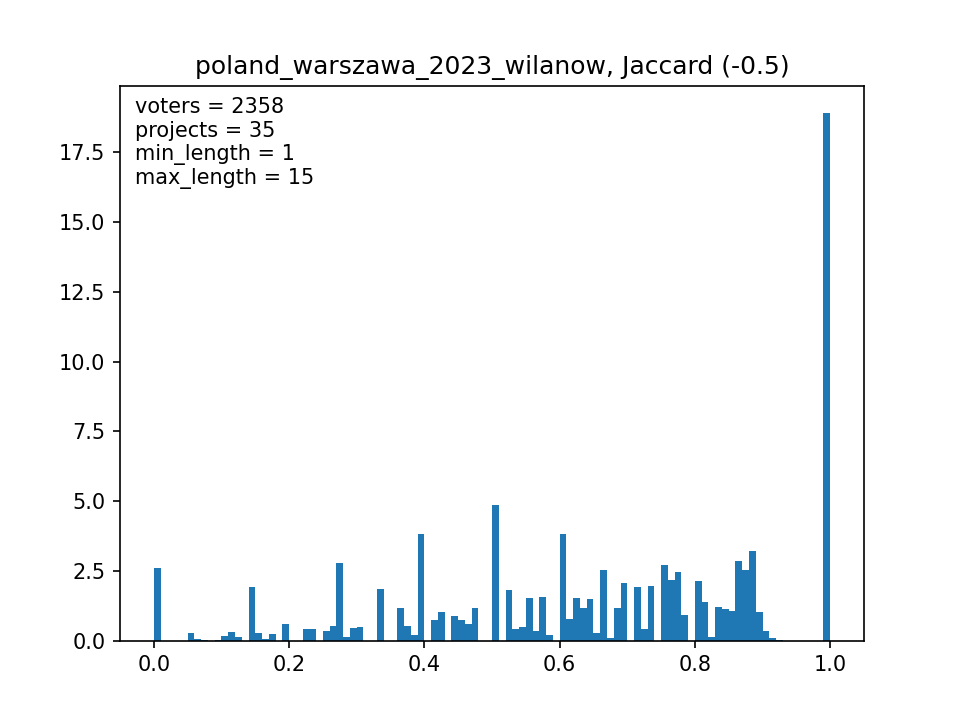 poland_warszawa_2023_wilanow, Jaccard (-0.5)
voters = 2358
projects = 35
min_length = 1
max_length = 15
17.5
15.0
12.5
10.0
7.5
5.0
2.5
0.0
0.0 0.2 0.4 0.6 0.8 1.0